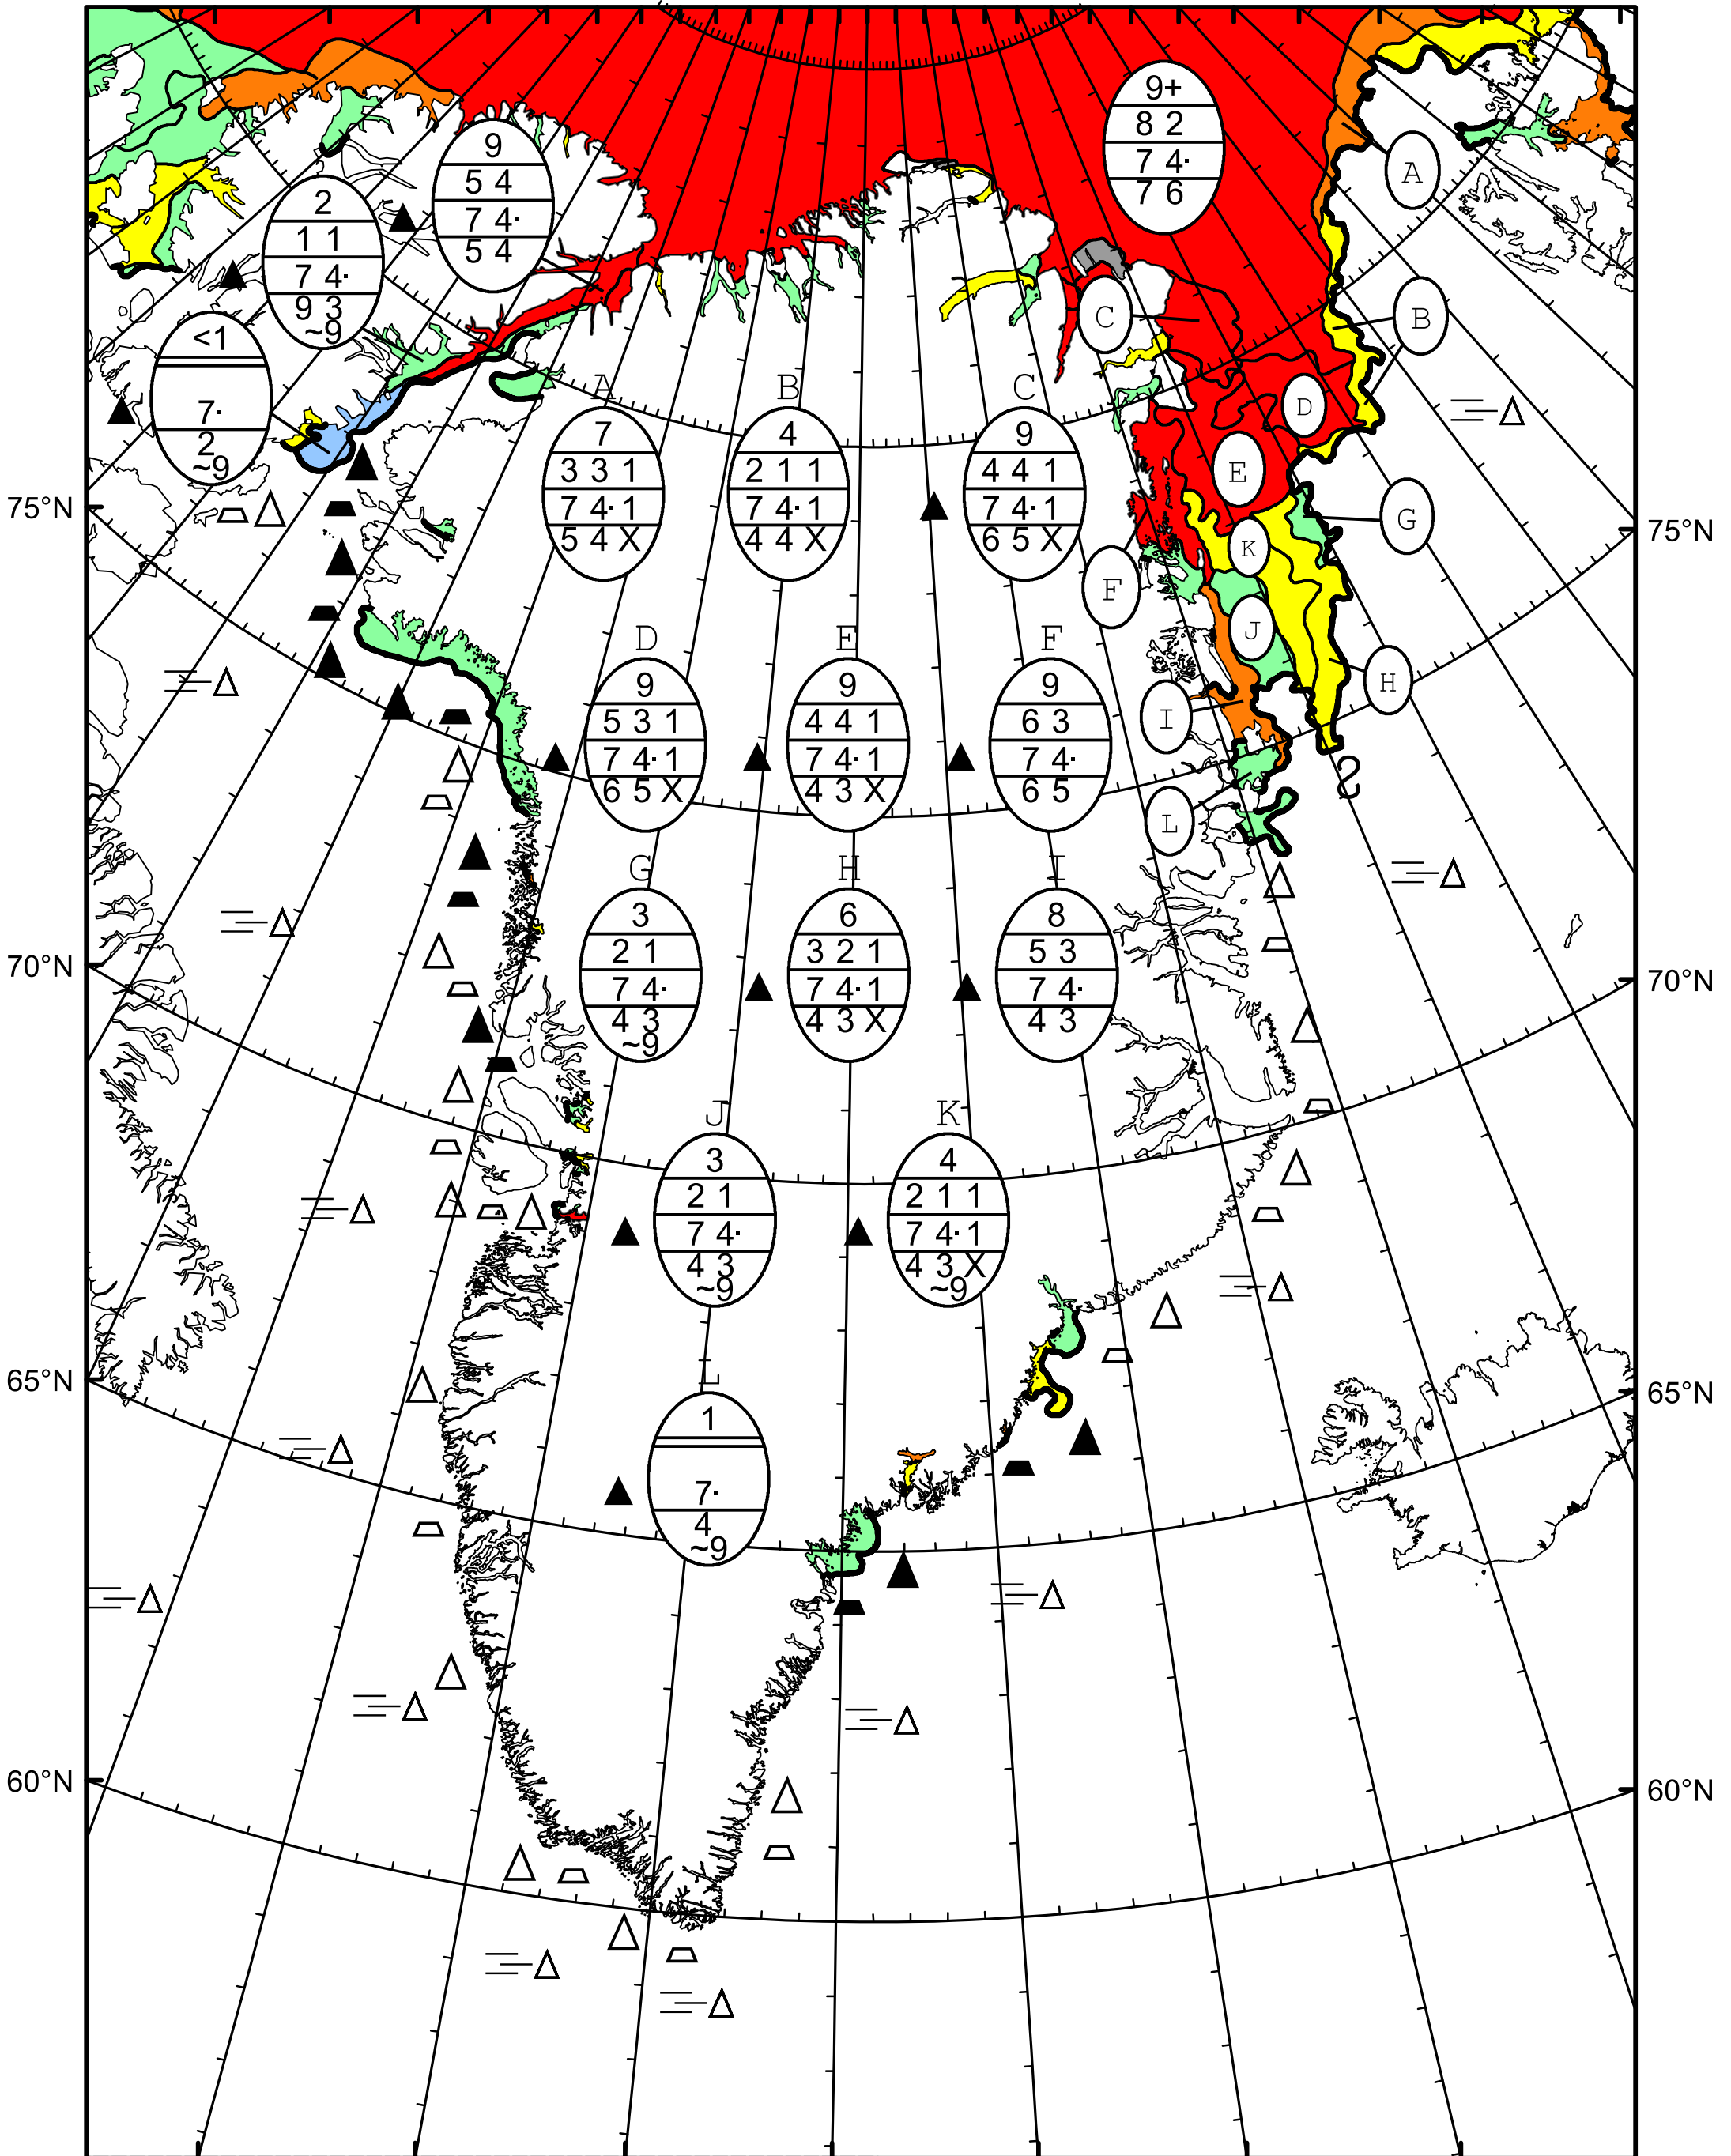 9+
8 2
7 4·
7 6
9
5 4
7 4·
5 4
2
1 1
7 4·
9 3
~9
<1
7·
2
~9
A
B
C
D
E
F
G
H
I
J
K
L
A
7
3 3 1
7 4· 1
5 4 X
B
4
2 1 1
7 4· 1
4 4 X
C
9
4 4 1
7 4· 1
6 5 X
75°N
75°N
D
9
5 3 1
7 4· 1
6 5 X
E
9
4 4 1
7 4· 1
4 3 X
F
9
6 3
7 4·
6 5
G
3
2 1
7 4·
4 3
~9
H
6
3 2 1
7 4· 1
4 3 X
I
8
5 3
7 4·
4 3
70°N
70°N
J
3
2 1
7 4·
4 3
~9
K
4
2 1 1
7 4· 1
4 3 X
~9
65°N
65°N
L
1
7·
4
~9
60°N
60°N